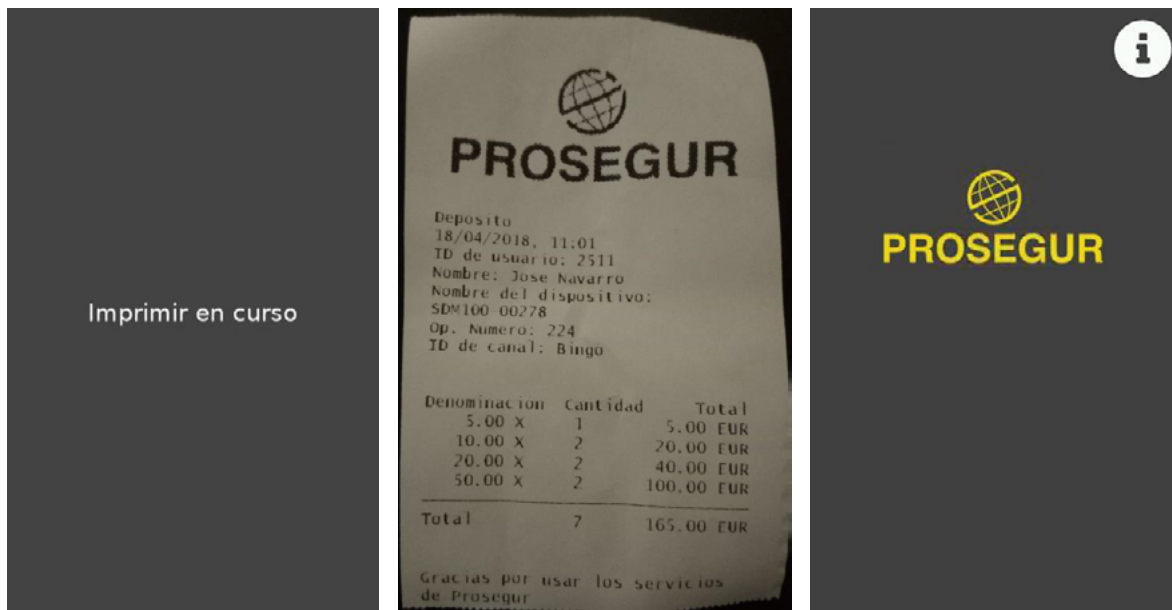 Imprimir en curso
PROSEGUR
Deposito
18/04/2018, 11:01
ID de usuario: 2511
Nombre: Jose Navarro
Nombre del dispositivo:
SDM100-00278
Op. Numero: 224
ID de canal: Bingo
Denominacion Cantidad Total
5.00 X 1 5.00 EUR
10.00 X 2 20.00 EUR
20.00 X 2 40.00 EUR
50.00 X 2 100.00 EUR
Total 7 165.00 EUR
Gracias por usar los servicios
de Prosegur
i
PROSEGUR